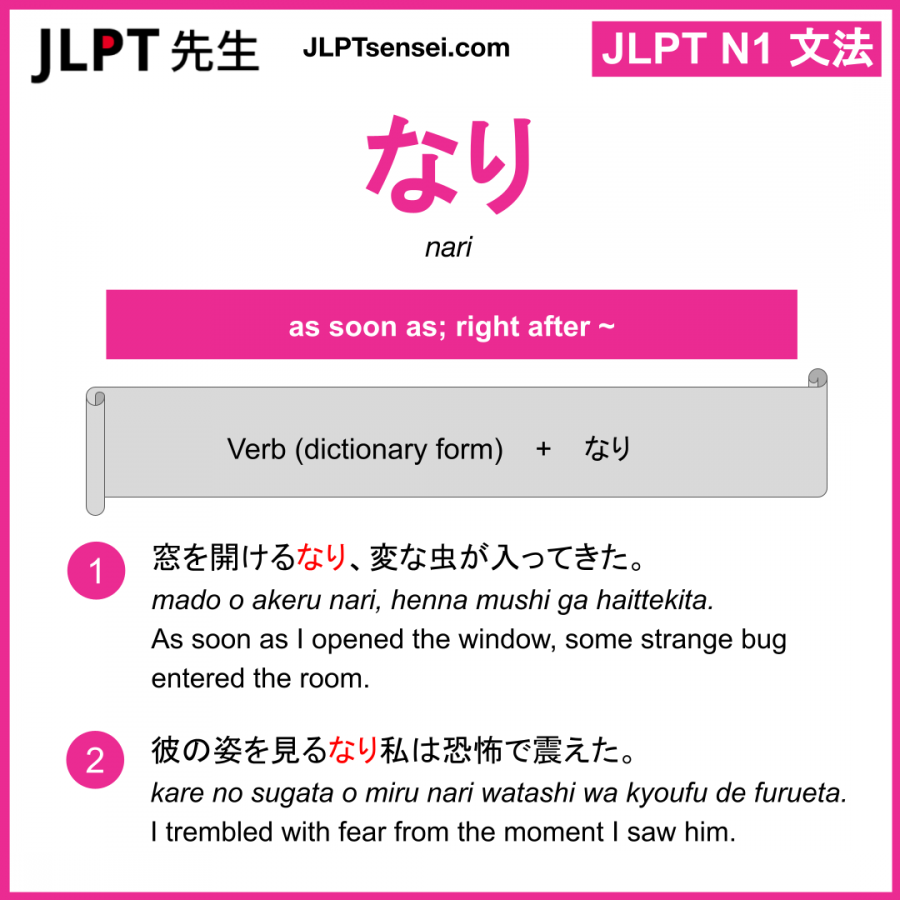 JLPT 先生
JLPTsensei.com
JLPT N1 文法
なり
nari
as soon as; right after ~
Verb (dictionary form) + なり
1
窓を開けるなり、変な虫が入ってきた。
mado o akeru nari, henna mushi ga haittekita.
As soon as I opened the window, some strange bug
entered the room.
2
彼の姿を見るなり私は恐怖で震えた。
kare no sugata o miru nari watashi wa kyoufu de furueta.
I trembled with fear from the moment I saw him.